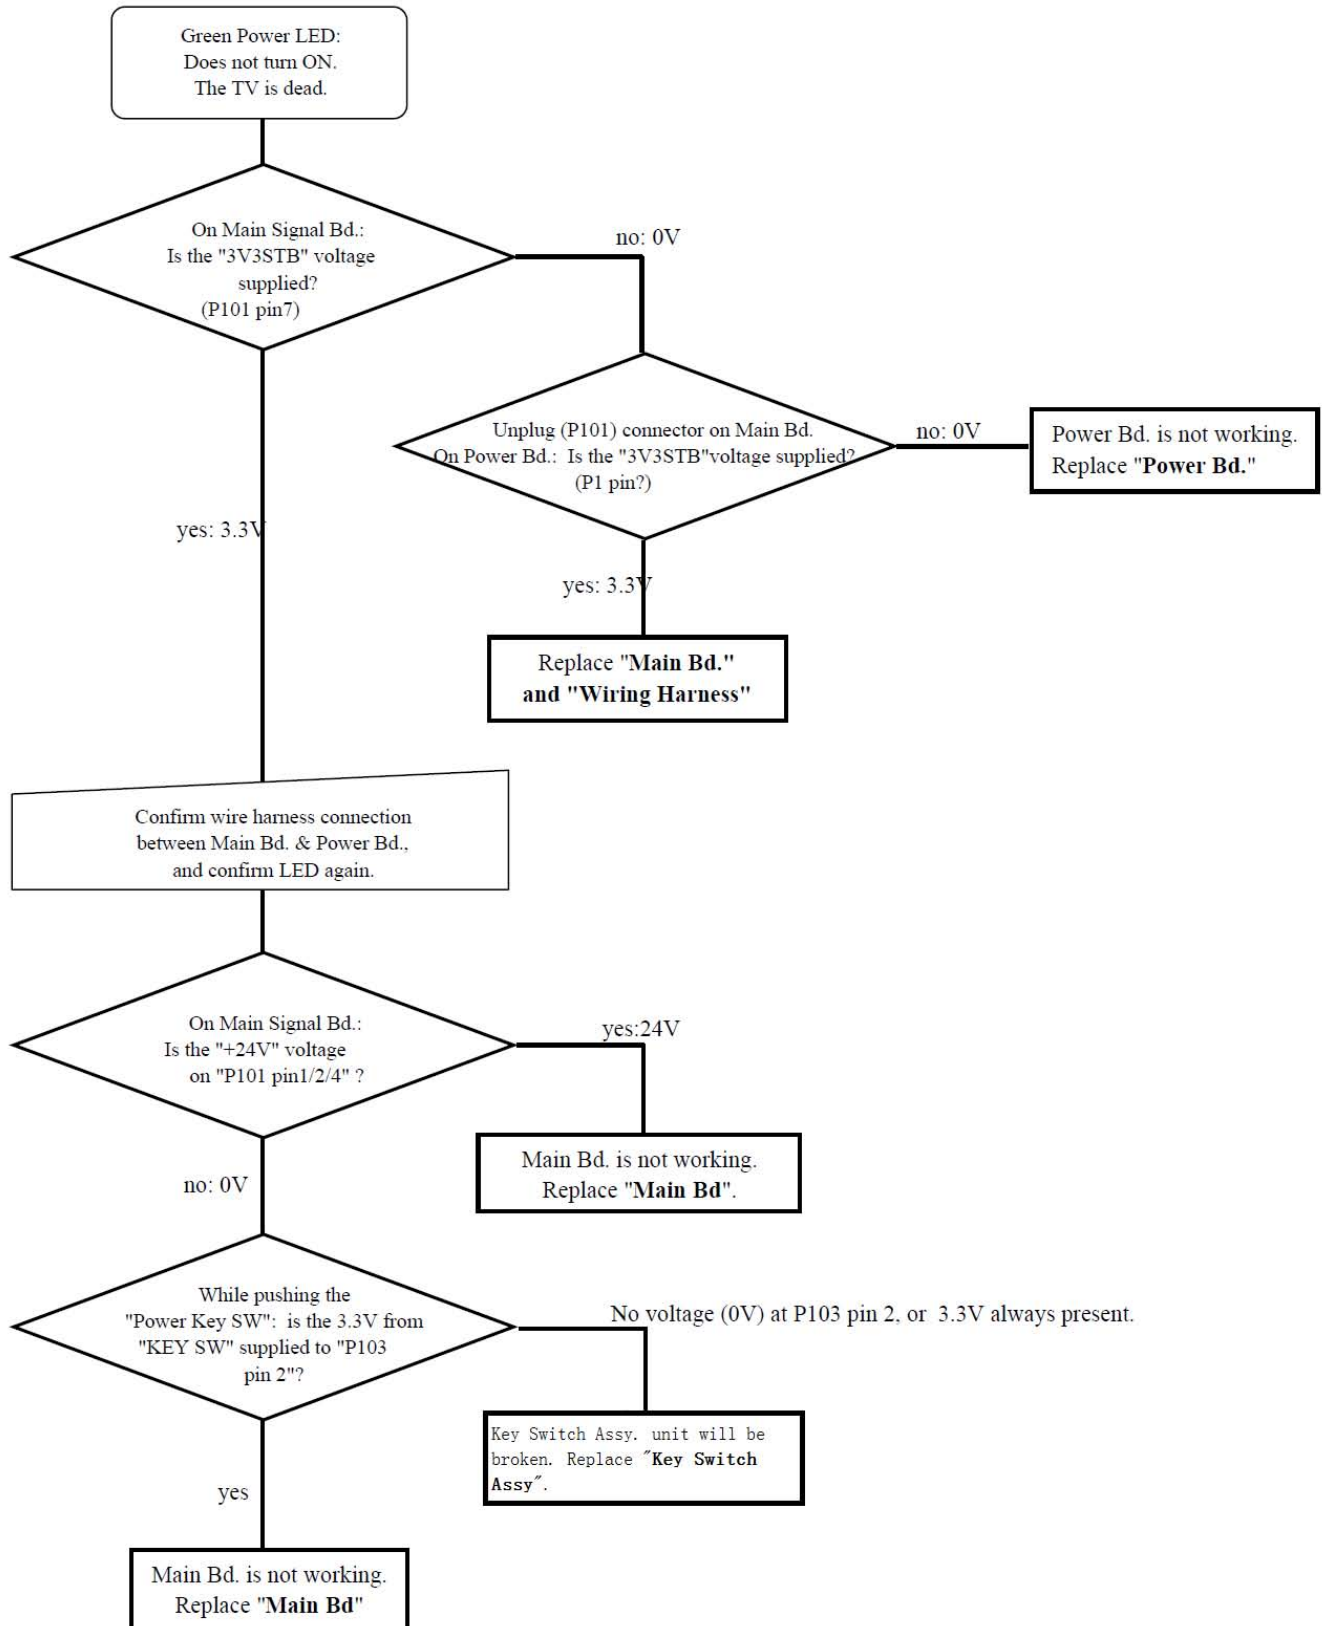 Green Power LED:
Does not turn ON.
The TV is dead.
On Main Signal Bd.:
Is the "3V3STB" voltage
supplied?
(P101 pin7)
no: 0V
Unplug (P101) connector on Main Bd.
On Power Bd.:  Is the "3V3STB"voltage supplied?
(P1 pin?)
no: 0V
Power Bd. is not working.
Replace "Power Bd."
yes: 3.3V
yes: 3.3V
Replace "Main Bd."
and "Wiring Harness"
Confirm wire harness connection
between Main Bd. & Power Bd.,
and confirm LED again.
On Main Signal Bd.:
Is the "+24V" voltage
on "P101 pin1/2/4" ?
yes:24V
Main Bd. is not working.
Replace "Main Bd".
no: 0V
While pushing the
"Power Key SW":  is the 3.3V from
"KEY SW" supplied to "P103
pin 2"?
No voltage (0V) at P103 pin 2, or  3.3V always present.
Key Switch Assy. unit will be
broken. Replace "Key Switch
Assy".
yes
Main Bd. is not working.
Replace "Main Bd"